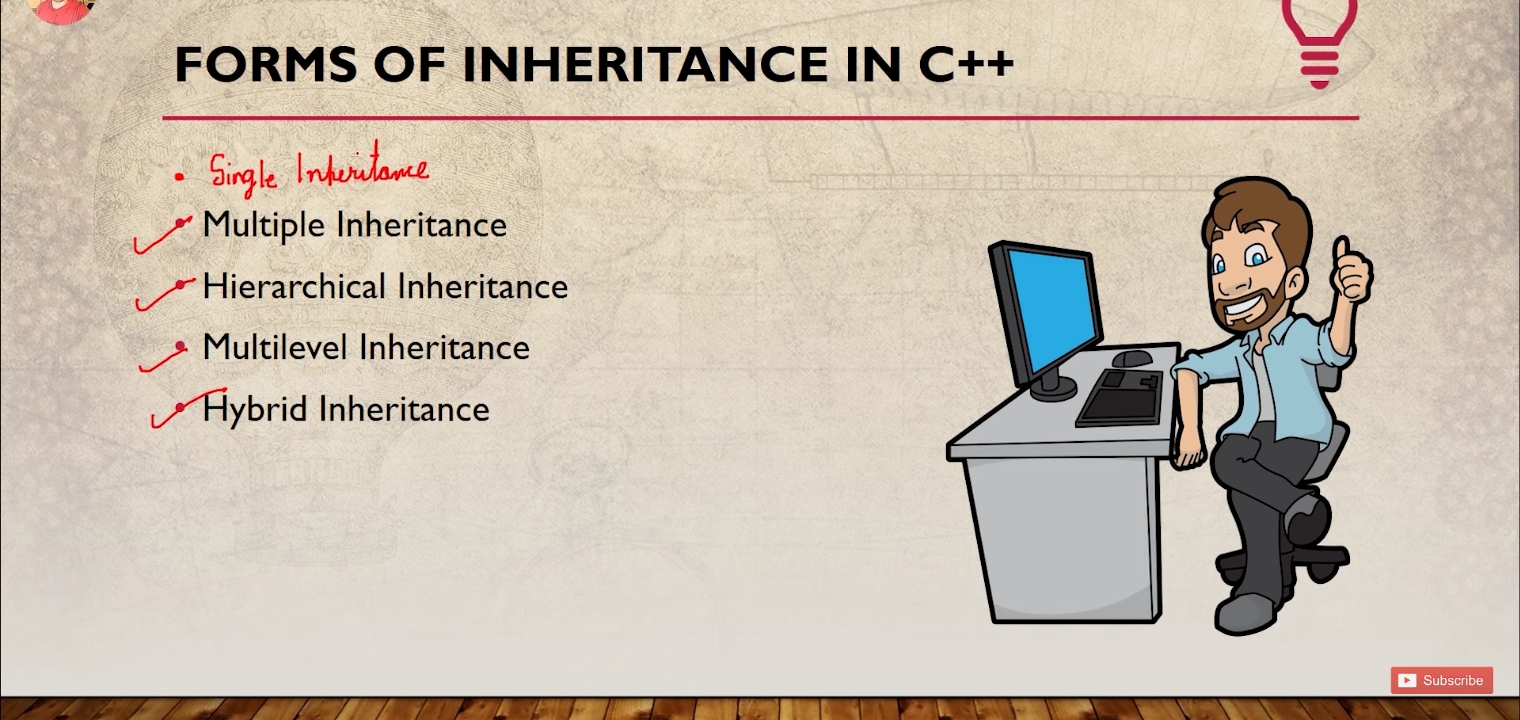 FORMS OF INHERITANCE IN C++
Single Inheritance
Multiple Inheritance
Hierarchical Inheritance
Multilevel Inheritance
Hybrid Inheritance
Subscribe